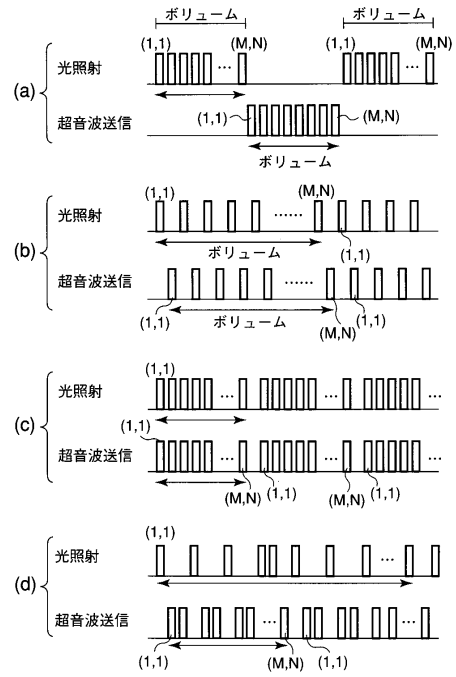 ボリューム ボリューム
(1,1) (M,N) (1,1) (M,N)
光照射 ... ...
(a)
超音波送信 (1,1) (M,N)
ボリューム
(1,1) (M,N)
光照射 ......
(b)
ボリューム (1,1)
超音波送信 ......
(1,1) ボリューム (M,N) (1,1)
(1,1)
光照射 ... ... ...
(c)
(1,1)
超音波送信 ... ... ...
(M,N) (1,1) (M,N) (1,1)
(1,1)
光照射 ...
(d)
超音波送信 ... ...
(1,1) (M,N) (1,1)